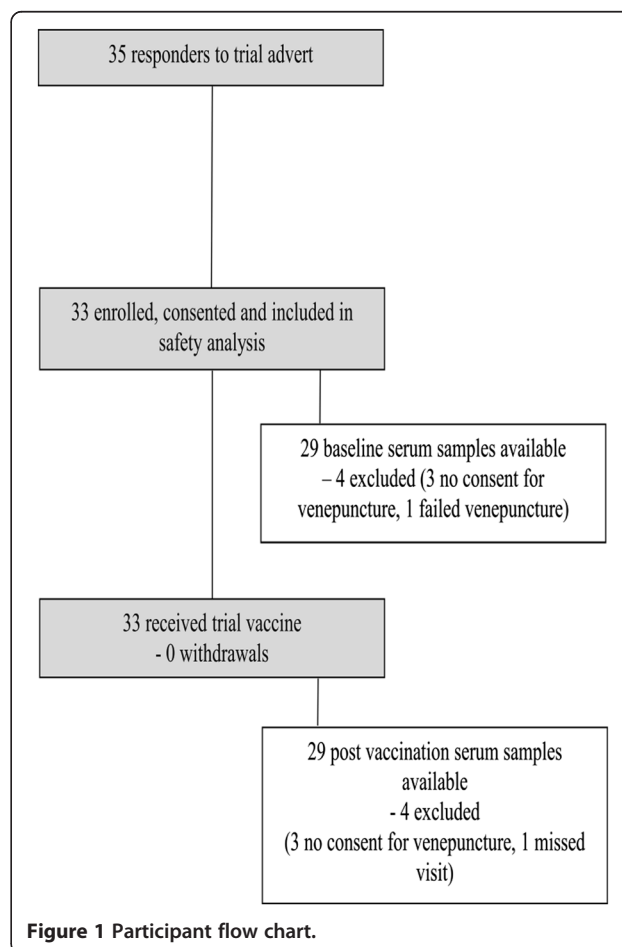 35 responders to trial advert
33 enrolled, consented and included in
safety analysis
29 baseline serum samples available
– 4 excluded (3 no consent for
venepuncture, 1 failed venepuncture)
33 received trial vaccine
- 0 withdrawals
29 post vaccination serum samples
available
- 4 excluded
(3 no consent for venepuncture, 1 missed
visit)
Figure 1 Participant flow chart.